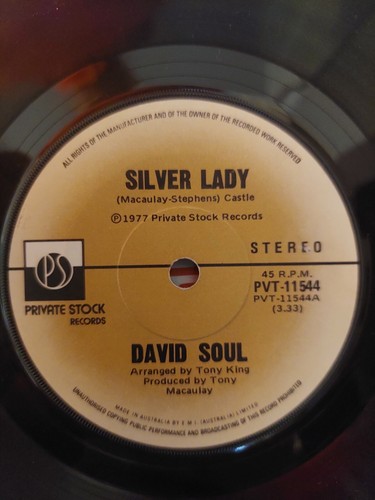 ALL RIGHTS OF THE MANUFACTURER AND OF THE OWNER OF THE RECORDED WORK RESERVED
SILVER LADY
(Macaulay-Stephens) Castle
Ⓟ 1977 Private Stock Records
STEREO
PS
45 R.P.M.
PVT-11544
PVT-11544A
(3.33)
PRIVATE STOCK
RECORDS
DAVID SOUL
Arranged by Tony King
Produced by Tony
Macaulay
MADE IN AUSTRALIA BY E.M.I. (AUSTRALIA) LIMITED
UNAUTHORISED COPYING PUBLIC PERFORMANCE AND BROADCASTING OF THIS RECORD PROHIBITED